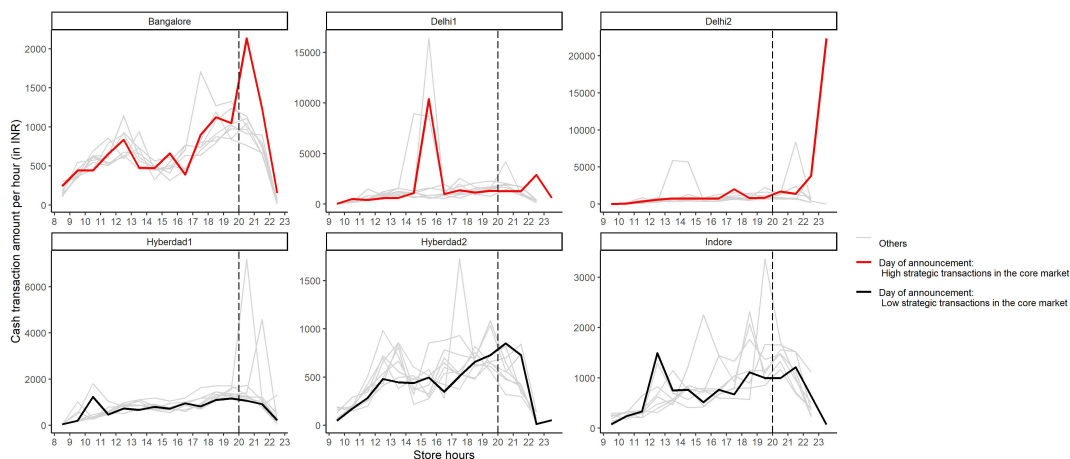 Bangalore
Delhi1
Delhi2
2000
1500
1000
500
0
15000
10000
5000
0
20000
15000
10000
5000
0
8 9 10 11 12 13 14 15 16 17 18 19 20 21 22 23
9 10 11 12 13 14 15 16 17 18 19 20 21 22 23
9 10 11 12 13 14 15 16 17 18 19 20 21 22 23
Cash transaction amount per hour (in INR)
Hyberdad1
Hyberdad2
Indore
6000
4000
2000
0
1500
1000
500
0
3000
2000
1000
0
8 9 10 11 12 13 14 15 16 17 18 19 20 21 22 23
9 10 11 12 13 14 15 16 17 18 19 20 21 22 23
9 10 11 12 13 14 15 16 17 18 19 20 21 22 23
Store hours
Others
Day of announcement:
High strategic transactions in the core market
Day of announcement:
Low strategic transactions in the core market